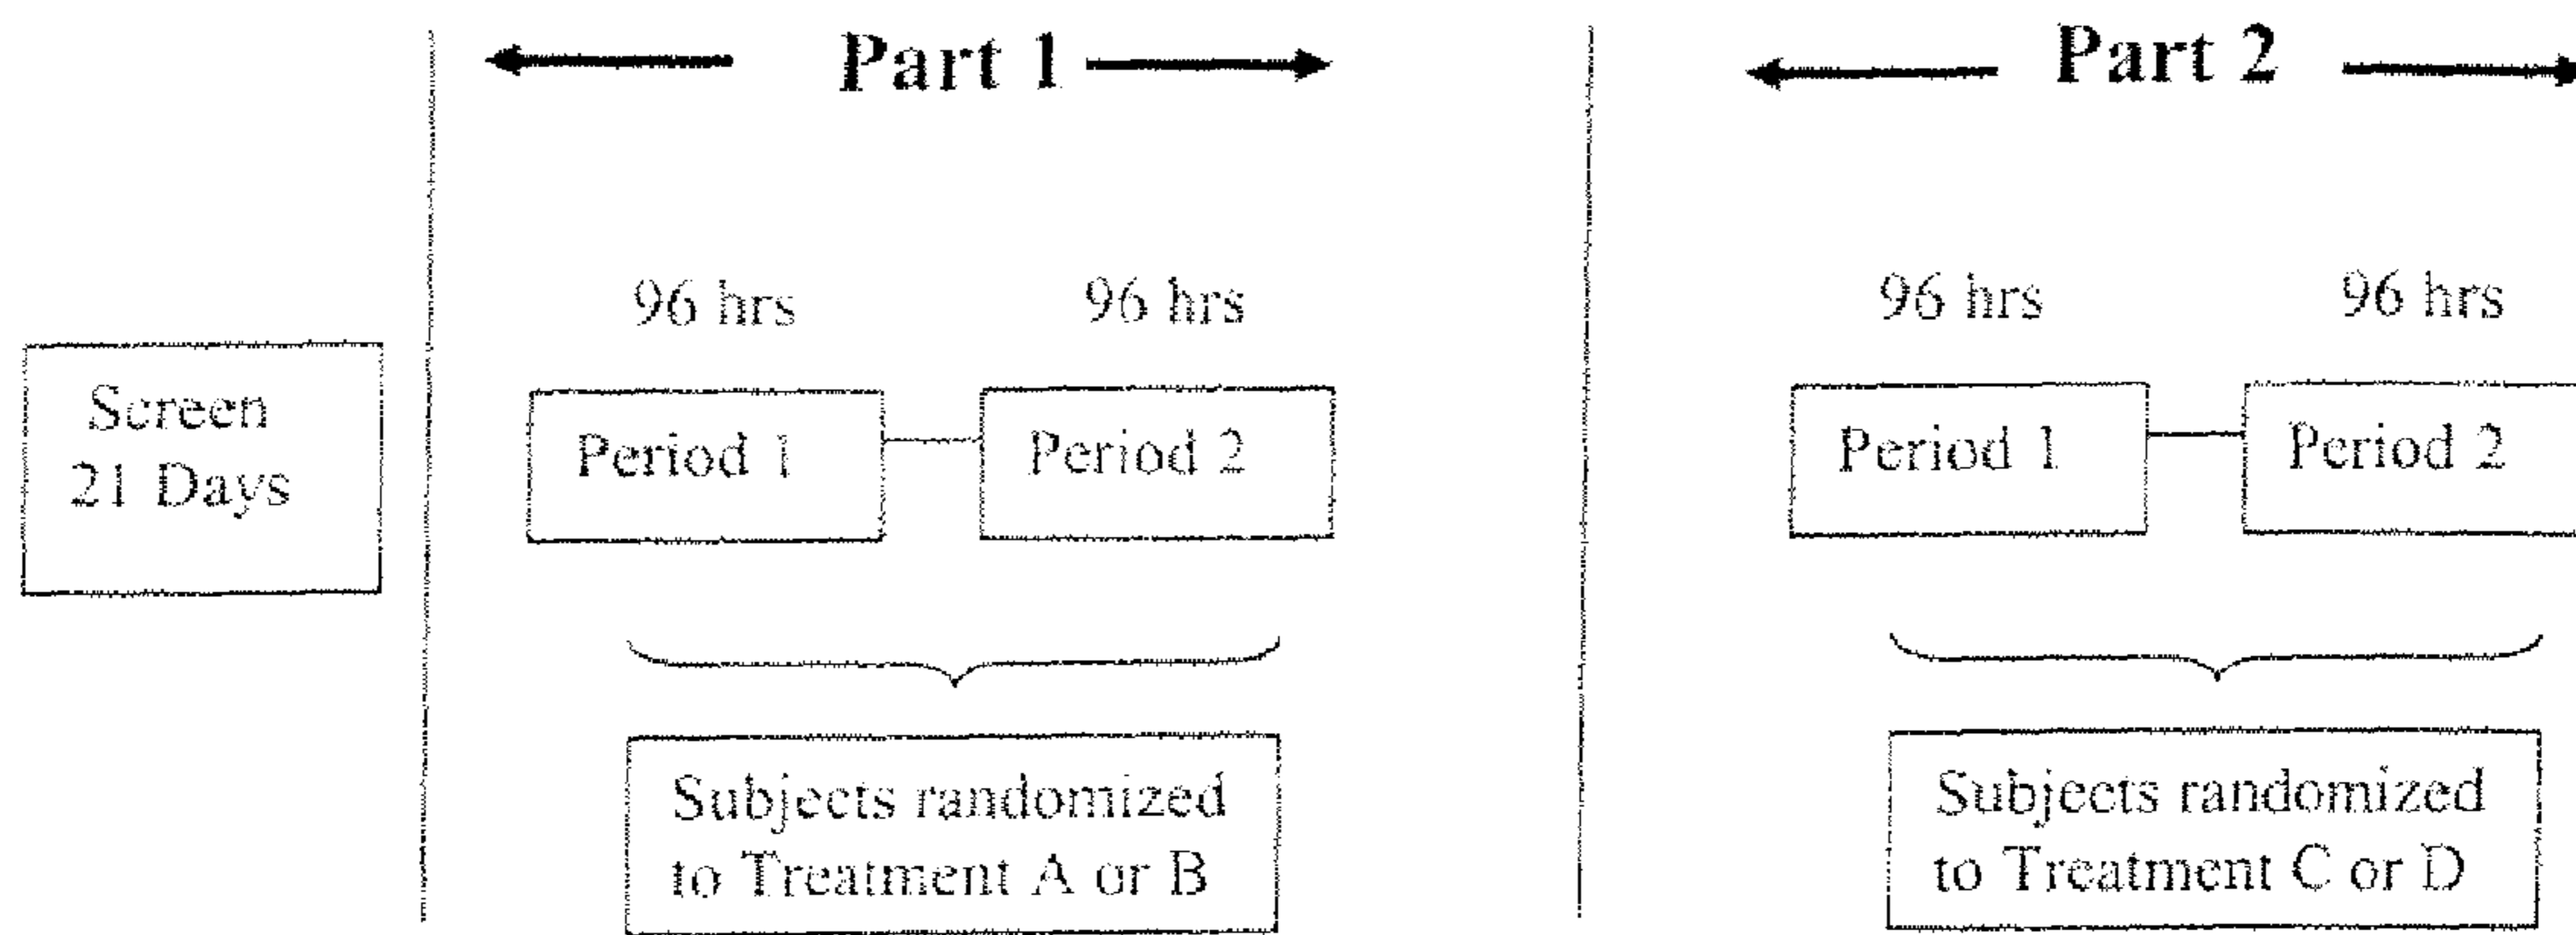 Part 1
Part 2
96 hrs
96 hrs
96 hrs
96 hrs
Screen
21 Days
Period 1
Period 2
Period 1
Period 2
Subjects randomized
to Treatment A or B
Subjects randomized
to Treatment C or D